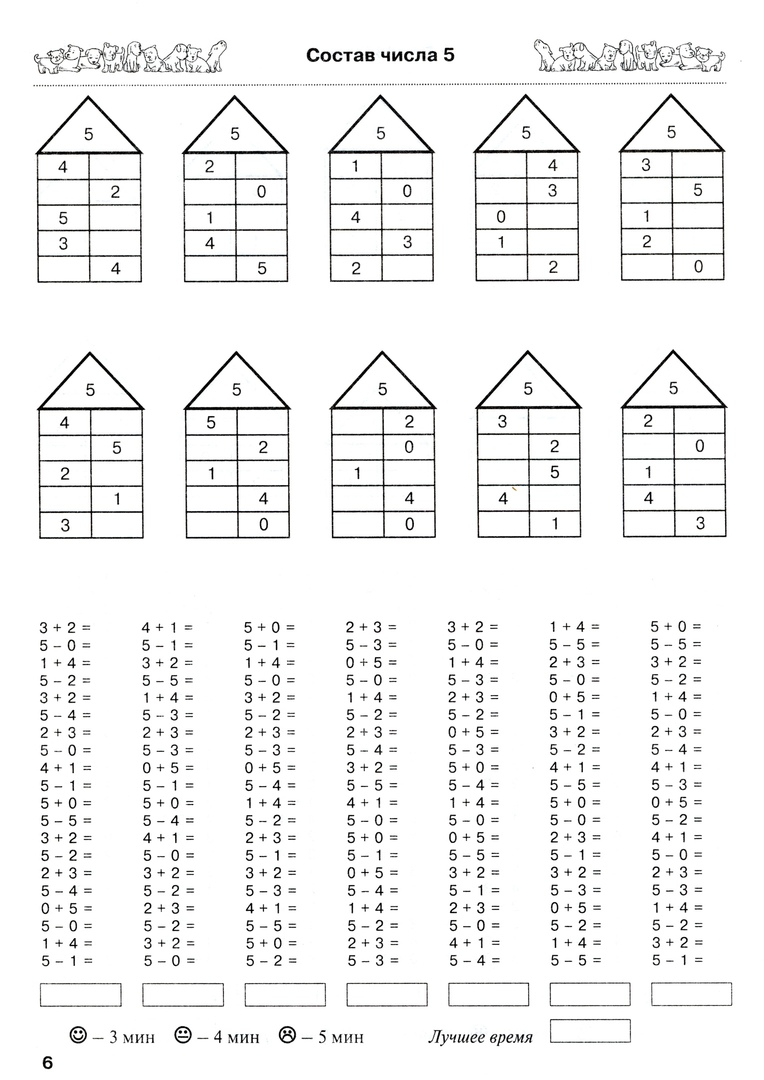 Состав числа 5
5 5 5 5 5
4 2 1 4 3
2 0 0 3 5
5 1 4 0 1
3 4 3 1 2
4 5 2 2 0
5 5 5 5 5
4 5 2 3 2
5 2 0 2 0
2 1 1 5 1
1 4 4 4 4
3 0 0 1 3
3 + 2 = 4 + 1 = 5 + 0 = 2 + 3 = 3 + 2 = 1 + 4 = 5 + 0 =
5 – 0 = 5 – 1 = 5 – 1 = 5 – 3 = 5 – 0 = 5 – 5 = 5 – 5 =
1 + 4 = 3 + 2 = 1 + 4 = 0 + 5 = 1 + 4 = 2 + 3 = 3 + 2 =
5 – 2 = 5 – 5 = 5 – 0 = 5 – 0 = 5 – 3 = 5 – 0 = 5 – 2 =
3 + 2 = 1 + 4 = 3 + 2 = 1 + 4 = 2 + 3 = 0 + 5 = 1 + 4 =
5 – 4 = 5 – 3 = 5 – 2 = 5 – 2 = 5 – 2 = 5 – 1 = 5 – 0 =
2 + 3 = 2 + 3 = 2 + 3 = 2 + 3 = 0 + 5 = 3 + 2 = 2 + 3 =
5 – 0 = 5 – 3 = 5 – 3 = 5 – 4 = 5 – 3 = 5 – 2 = 5 – 4 =
4 + 1 = 0 + 5 = 0 + 5 = 3 + 2 = 5 + 0 = 4 + 1 = 4 + 1 =
5 – 1 = 5 – 1 = 5 – 4 = 5 – 5 = 5 – 4 = 5 – 5 = 5 – 3 =
5 + 0 = 5 + 0 = 1 + 4 = 4 + 1 = 1 + 4 = 5 + 0 = 0 + 5 =
5 – 5 = 5 – 4 = 5 – 2 = 5 – 0 = 5 – 0 = 5 – 0 = 5 – 2 =
3 + 2 = 4 + 1 = 2 + 3 = 5 + 0 = 0 + 5 = 2 + 3 = 4 + 1 =
5 – 2 = 5 – 0 = 5 – 1 = 5 – 1 = 5 – 5 = 5 – 1 = 5 – 0 =
2 + 3 = 3 + 2 = 3 + 2 = 0 + 5 = 3 + 2 = 3 + 2 = 2 + 3 =
5 – 4 = 5 – 2 = 5 – 3 = 5 – 4 = 5 – 1 = 5 – 3 = 5 – 3 =
0 + 5 = 2 + 3 = 4 + 1 = 1 + 4 = 2 + 3 = 0 + 5 = 1 + 4 =
5 – 0 = 5 – 2 = 5 – 5 = 5 – 2 = 5 – 0 = 5 – 2 = 5 – 2 =
1 + 4 = 3 + 2 = 5 + 0 = 2 + 3 = 4 + 1 = 1 + 4 = 3 + 2 =
5 – 1 = 5 – 0 = 5 – 2 = 5 – 3 = 5 – 4 = 5 – 5 = 5 – 1 =
– 3 мин – 4 мин – 5 мин Лучшее время
6